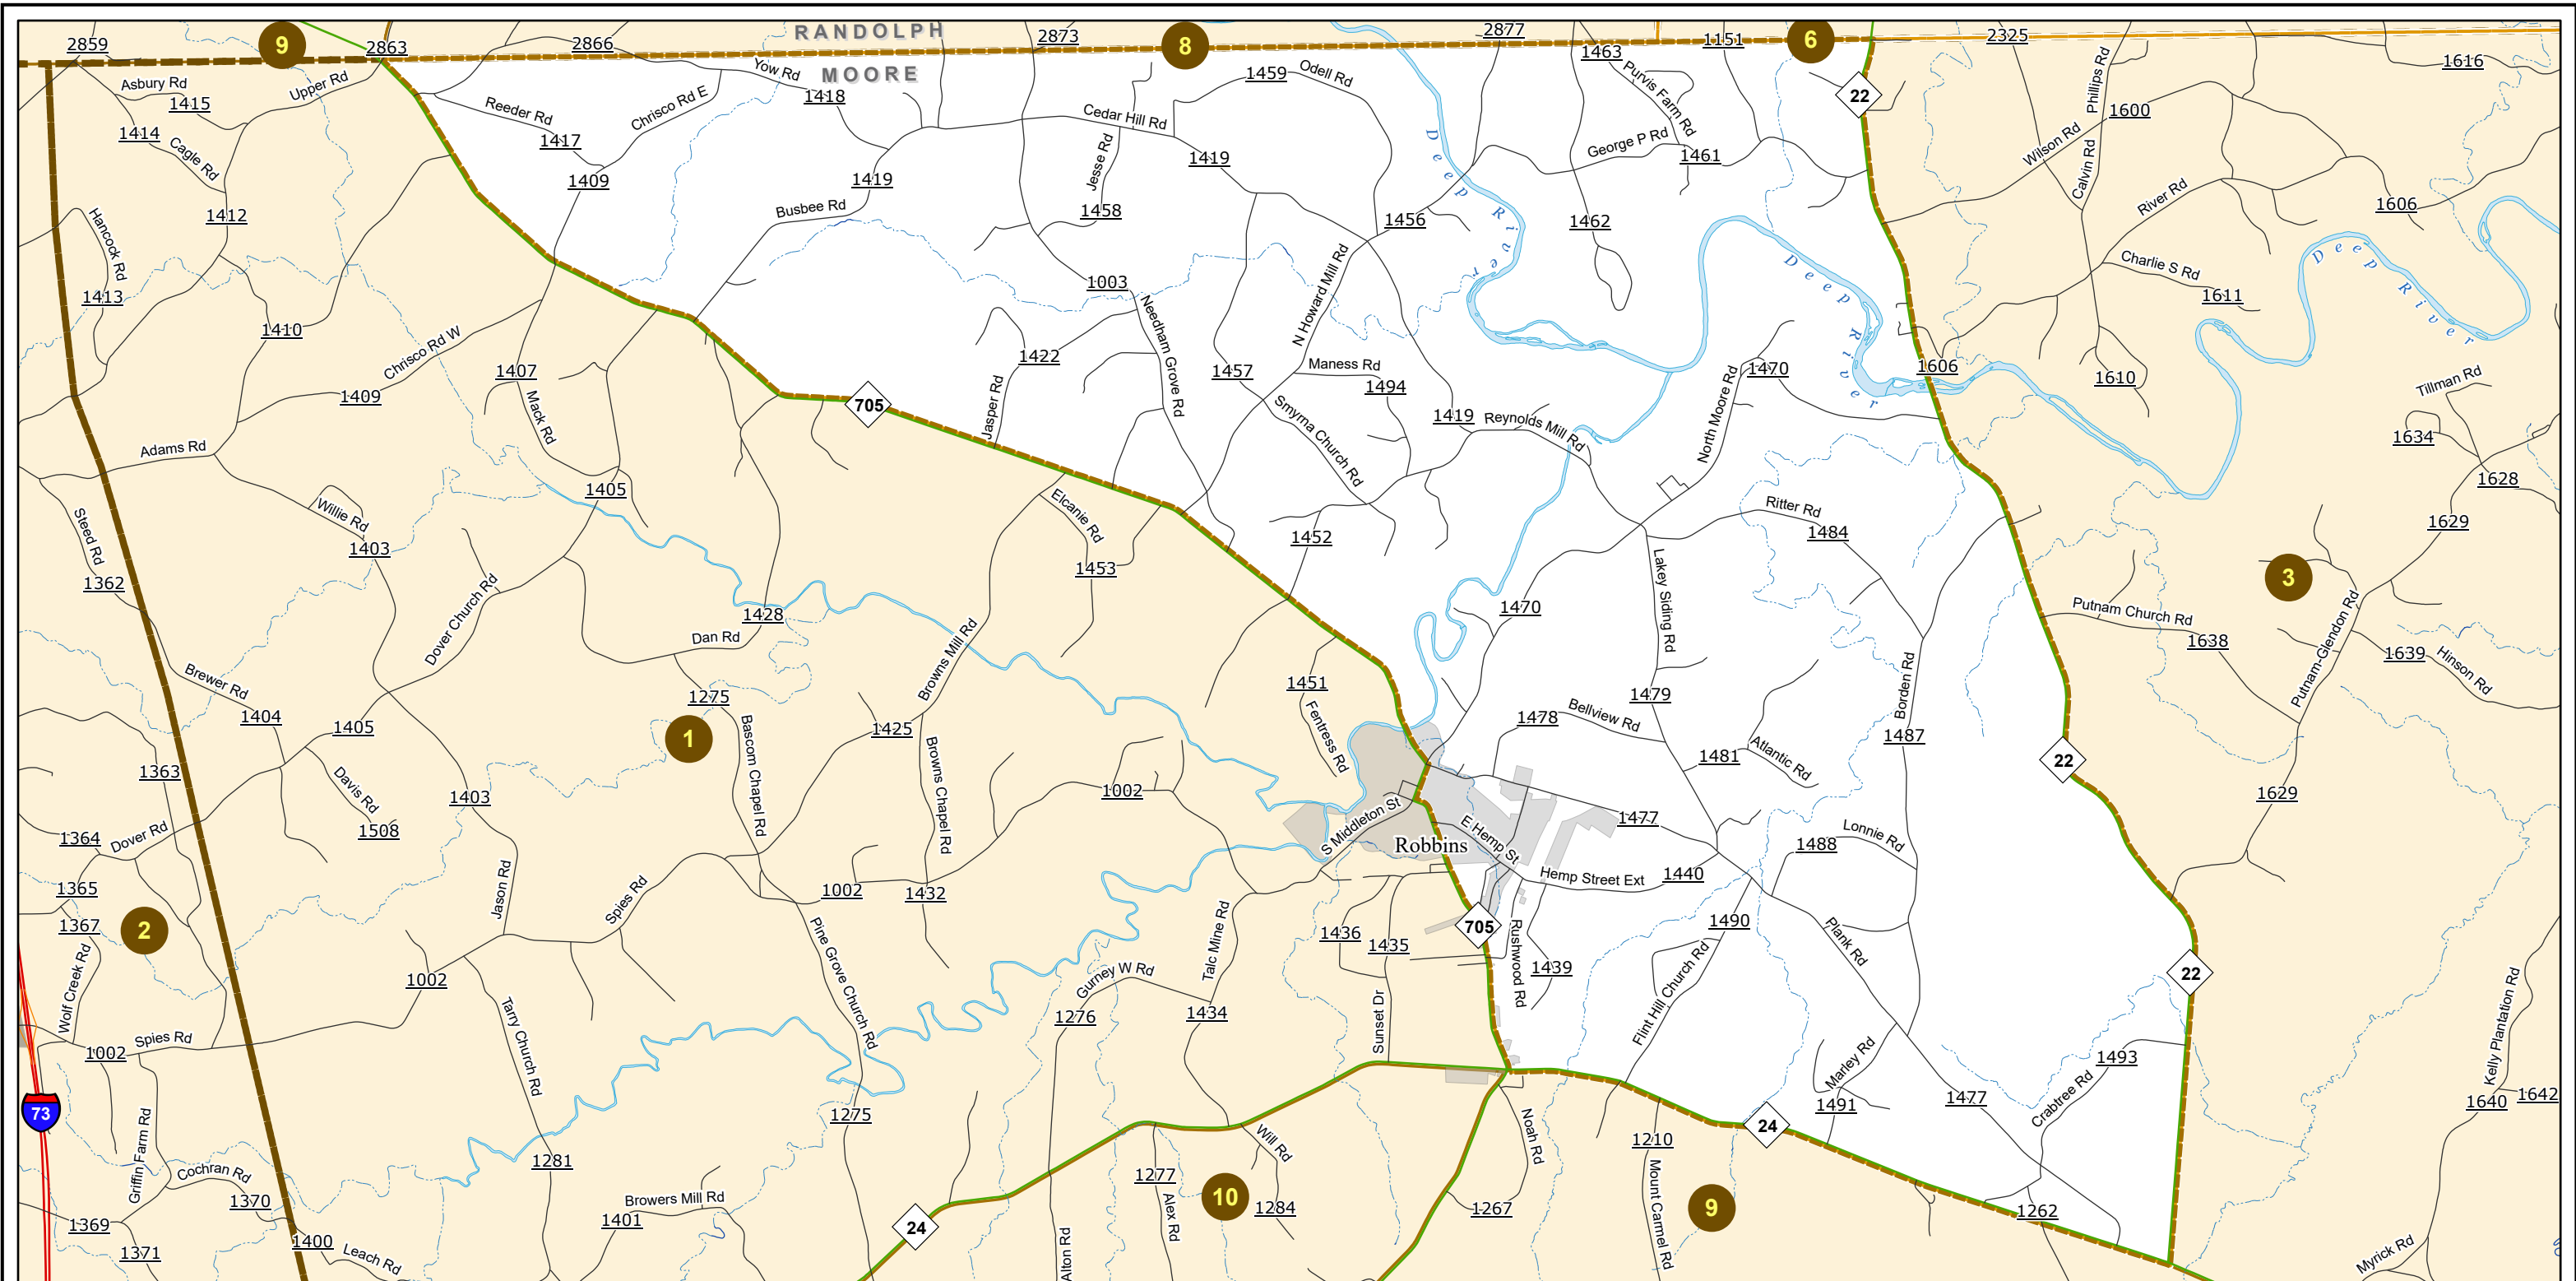 RANDOLPH
MOORE
2859
9
2863
2866
2873
8
2877
1463
1151
6
2325
1616
Asbury Rd
1415
Upper Rd
1414
Cagle Rd
Reeder Rd
1417
Chrisco Rd E
Yow Rd
1418
Cedar Hill Rd
1459
Odell Rd
Purvis Farm Rd
George P Rd
1461
22
Phillips Rd
1600
Wilson Rd
Calvin Rd
River Rd
1606
1409
1419
Busbee Rd
Jesse Rd
1458
1419
1456
1462
Deep River
Deep River
Deep River
Hancock Rd
1412
1413
1410
Chrisco Rd W
1409
1407
Mack Rd
1003
Needham Grove Rd
1422
Jasper Rd
705
N Howard Mill Rd
1457
Maness Rd
1494
Smyrna Church Rd
1419
Reynolds Mill Rd
North Moore Rd
1470
1606
Charlie S Rd
1611
1610
Tillman Rd
1634
1628
1629
Adams Rd
Steed Rd
1362
Willie Rd
1403
1405
Dover Church Rd
1428
Dan Rd
Elcanie Rd
1453
1452
Ritter Rd
1484
Lakey Siding Rd
1470
3
Putnam Church Rd
1638
Putnam-Glendon Rd
1639
Hinson Rd
Brewer Rd
1404
1405
1275
1
Bascom Chapel Rd
Browns Mill Rd
1425
Browns Chapel Rd
1451
Fentress Rd
1478
Bellview Rd
1479
1481
Atlantic Rd
Borden Rd
1487
22
1629
1363
Davis Rd
1508
1403
1002
1364
Dover Rd
S Middleton St
Robbins
E Hemp St
1477
Hemp Street Ext
1440
1488
Lonnie Rd
1365
1367
2
Wolf Creek Rd
Jason Rd
Spies Rd
1002
1432
Pine Grove Church Rd
1002
Talc Mine Rd
Gurney W Rd
1276
1434
1436
1435
Sunset Dr
705
Rushwood Rd
1439
1490
Flint Hill Church Rd
Plank Rd
22
1002
Spies Rd
73
Griffin Farm Rd
Tarry Church Rd
1275
1281
Marley Rd
1491
1477
Crabtree Rd
1493
Kelly Plantation Rd
1640
1642
24
Noah Rd
1210
Mount Carmel Rd
Will Rd
1277
Alex Rd
10
1284
1267
9
1262
Cochran Rd
1370
1369
1371
1400
Leach Rd
Browers Mill Rd
1401
24
Alton Rd
Myrick Rd